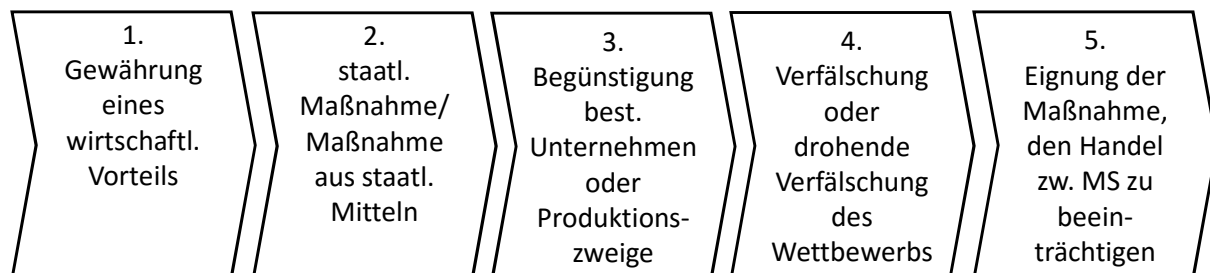 1.
Gewährung
eines
wirtschaftl.
Vorteils
2.
staatl.
Maßnahme/
Maßnahme
aus staatl.
Mitteln
3.
Begünstigung
best.
Unternehmen
oder
Produktions-
zweige
4.
Verfälschung
oder
drohende
Verfälschung
des
Wettbewerbs
5.
Eignung der
Maßnahme,
den Handel
zw. MS zu
beein-
trächtigen